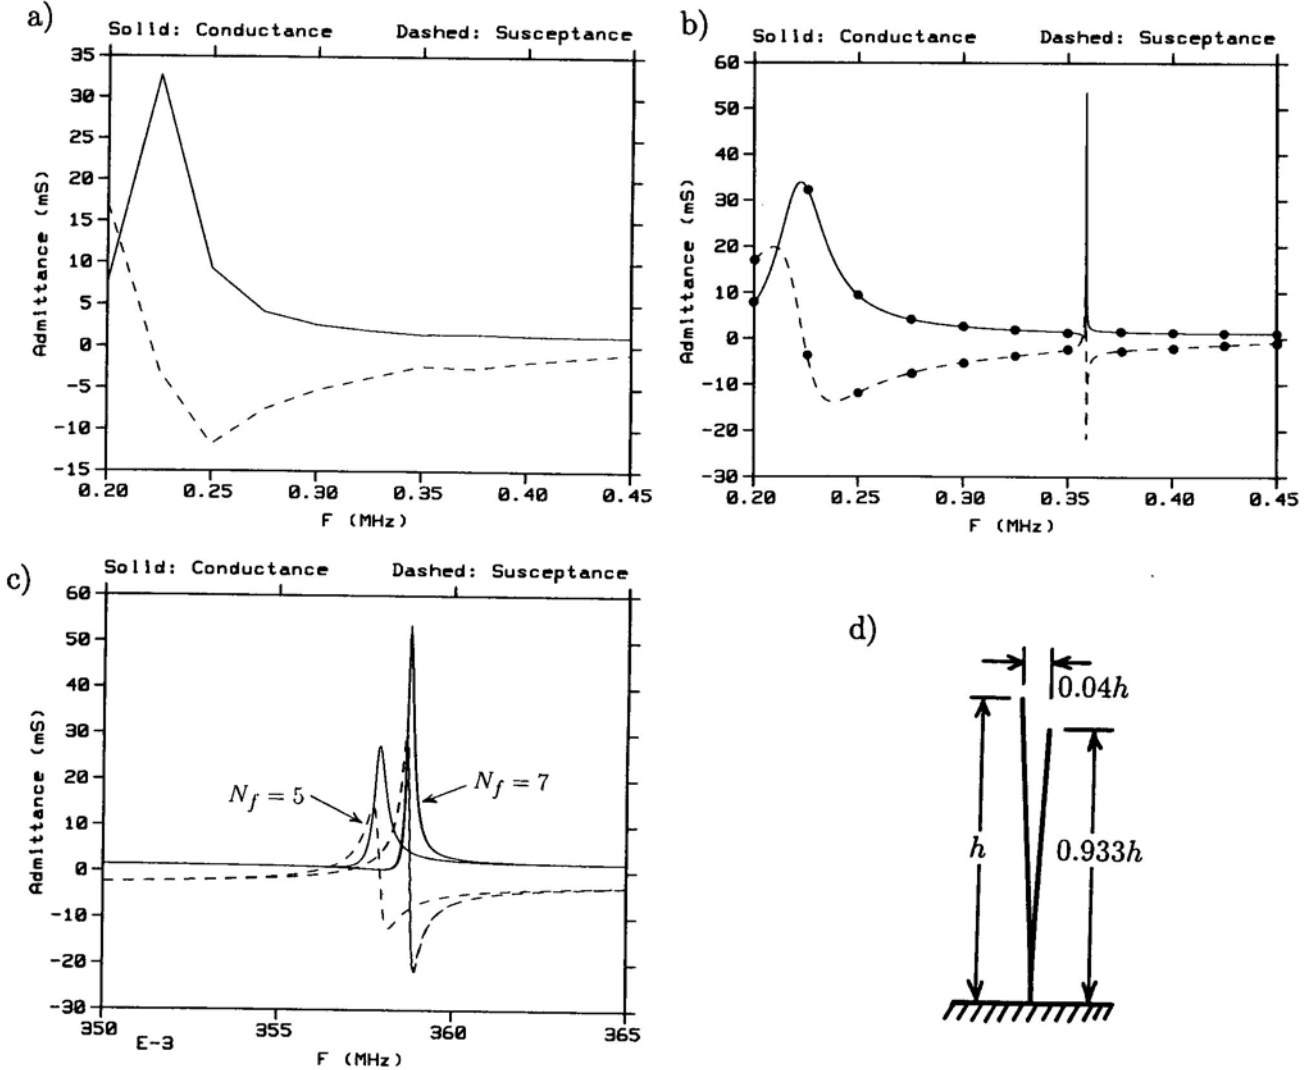 a)
Solid: Conductance Dashed: Susceptance
35
30
25
20
15
10
5
0
-5
-10
-15
Admittance (mS)
0.20 0.25 0.30 0.35 0.40 0.45
F (MHz)
b)
Solid: Conductance Dashed: Susceptance
60
50
40
30
20
10
0
-10
-20
-30
Admittance (mS)
0.20 0.25 0.30 0.35 0.40 0.45
F (MHz)
c)
Solid: Conductance Dashed: Susceptance
60
50
40
30
20
10
0
-10
-20
-30
Admittance (mS)
N_f = 5
N_f = 7
350 355 360 365
E-3
F (MHz)
d)
0.04h
h
0.933h